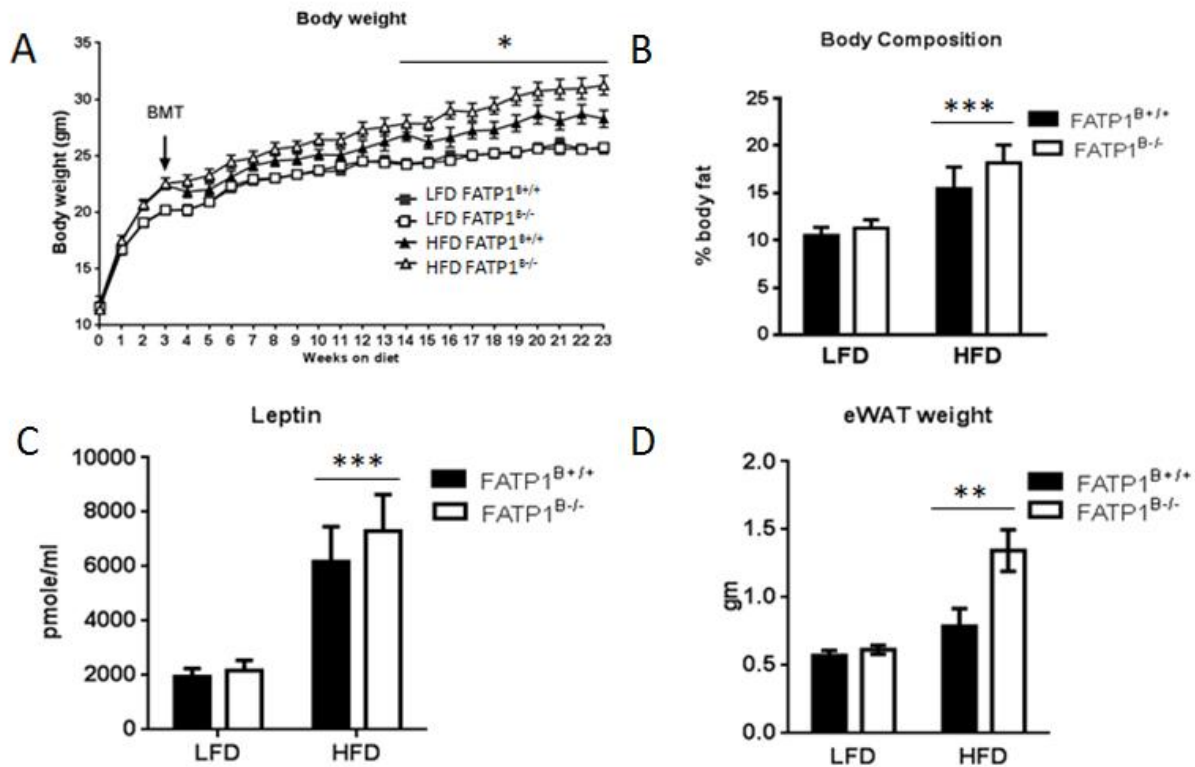 A
Body weight
*
35
30
25
20
15
10
Body weight (gm)
BMT
LFD FATP1B+/+
LFD FATP1B-/-
HFD FATP1B+/+
HFD FATP1B-/-
0 1 2 3 4 5 6 7 8 9 10 11 12 13 14 15 16 17 18 19 20 21 22 23
Weeks on diet
B
Body Composition
25
20
15
10
5
0
% body fat
***
FATP1B+/+
FATP1B-/-
LFD HFD
C
Leptin
10000
8000
6000
4000
2000
0
pmole/ml
***
FATP1B+/+
FATP1B-/-
LFD HFD
D
eWAT weight
2.0
1.5
1.0
0.5
0.0
gm
**
FATP1B+/+
FATP1B-/-
LFD HFD